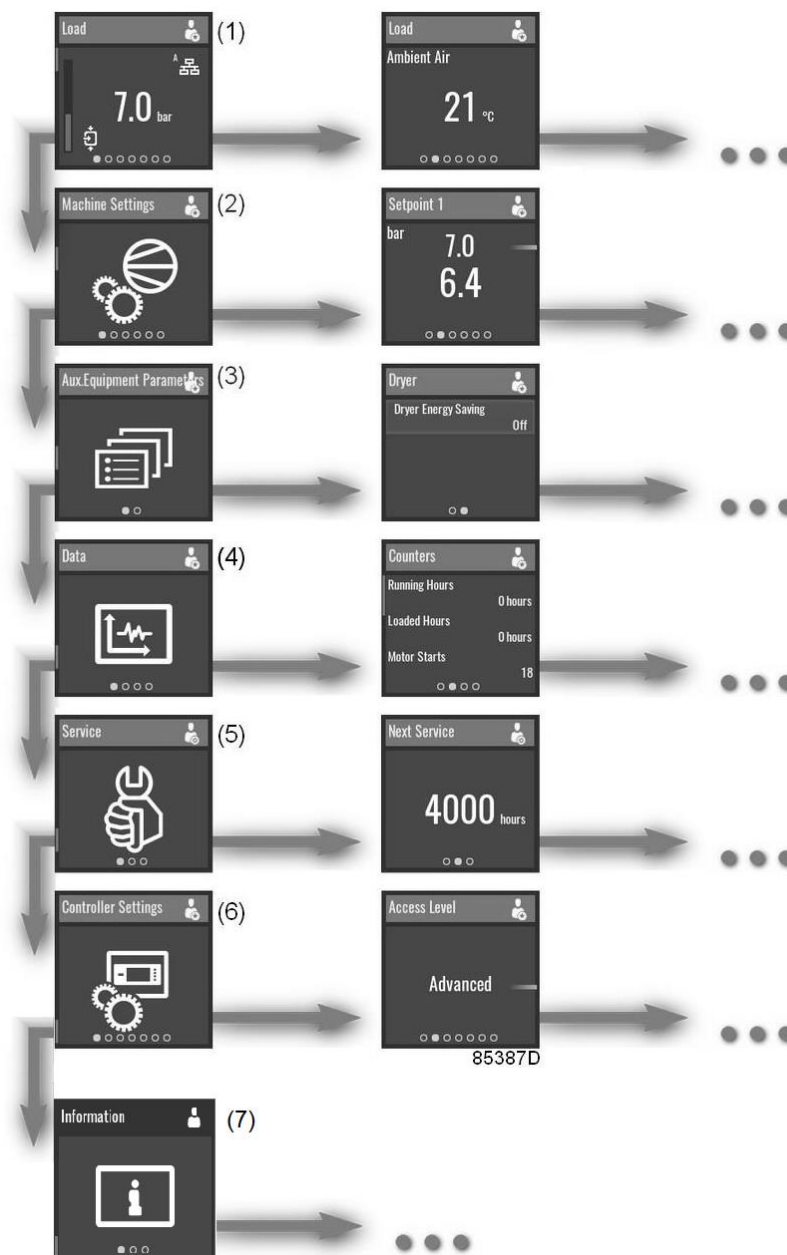 Load
(1)
A
7.0 bar
Load
Ambient Air
21 °C
Machine Settings
(2)
Setpoint 1
bar
7.0
6.4
Aux.Equipment Parameters
(3)
Dryer
Dryer Energy Saving
Off
Data
(4)
Counters
Running Hours
0 hours
Loaded Hours
0 hours
Motor Starts
18
Service
(5)
Next Service
4000 hours
Controller Settings
(6)
Access Level
Advanced
85387D
Information
(7)